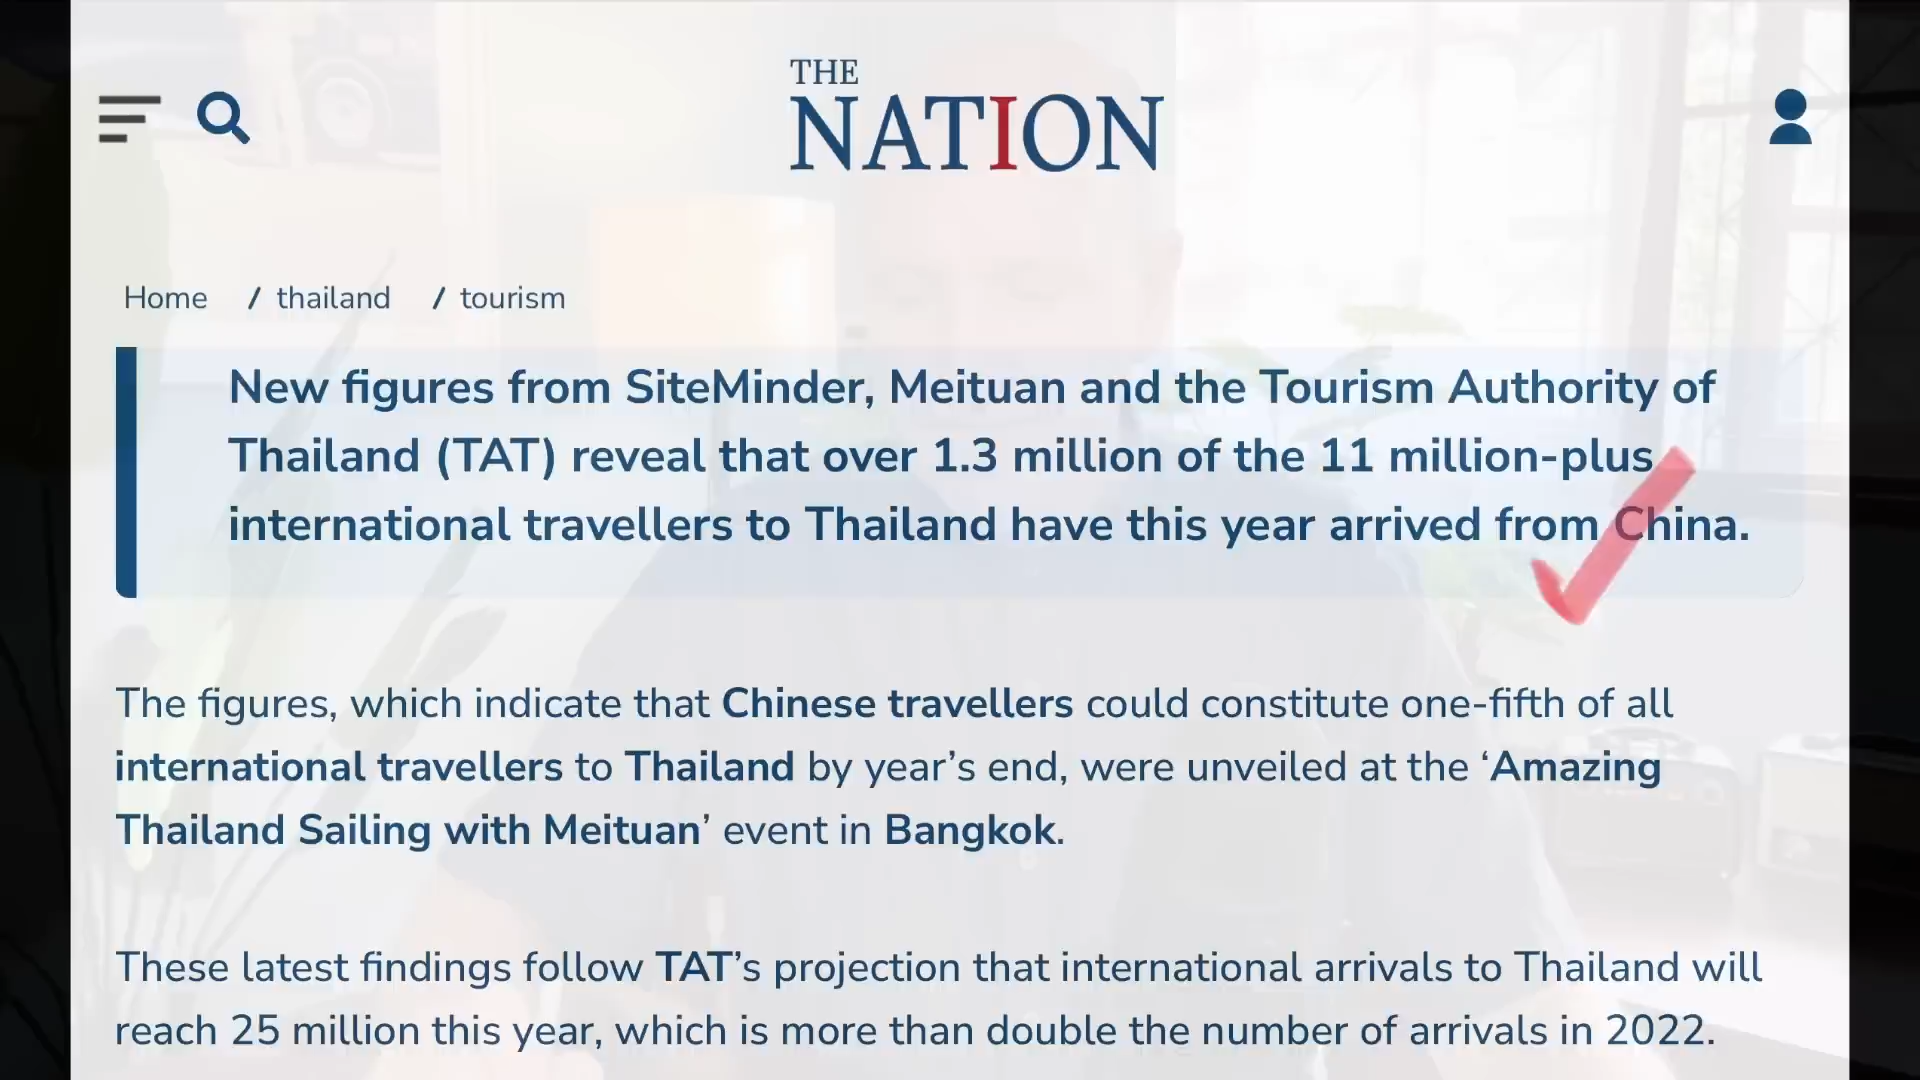 THE
NATION
Home / thailand / tourism
New figures from SiteMinder, Meituan and the Tourism Authority of
Thailand (TAT) reveal that over 1.3 million of the 11 million-plus
international travellers to Thailand have this year arrived from China.
The figures, which indicate that Chinese travellers could constitute one-fifth of all
international travellers to Thailand by year’s end, were unveiled at the ‘Amazing
Thailand Sailing with Meituan’ event in Bangkok.
These latest findings follow TAT’s projection that international arrivals to Thailand will
reach 25 million this year, which is more than double the number of arrivals in 2022.